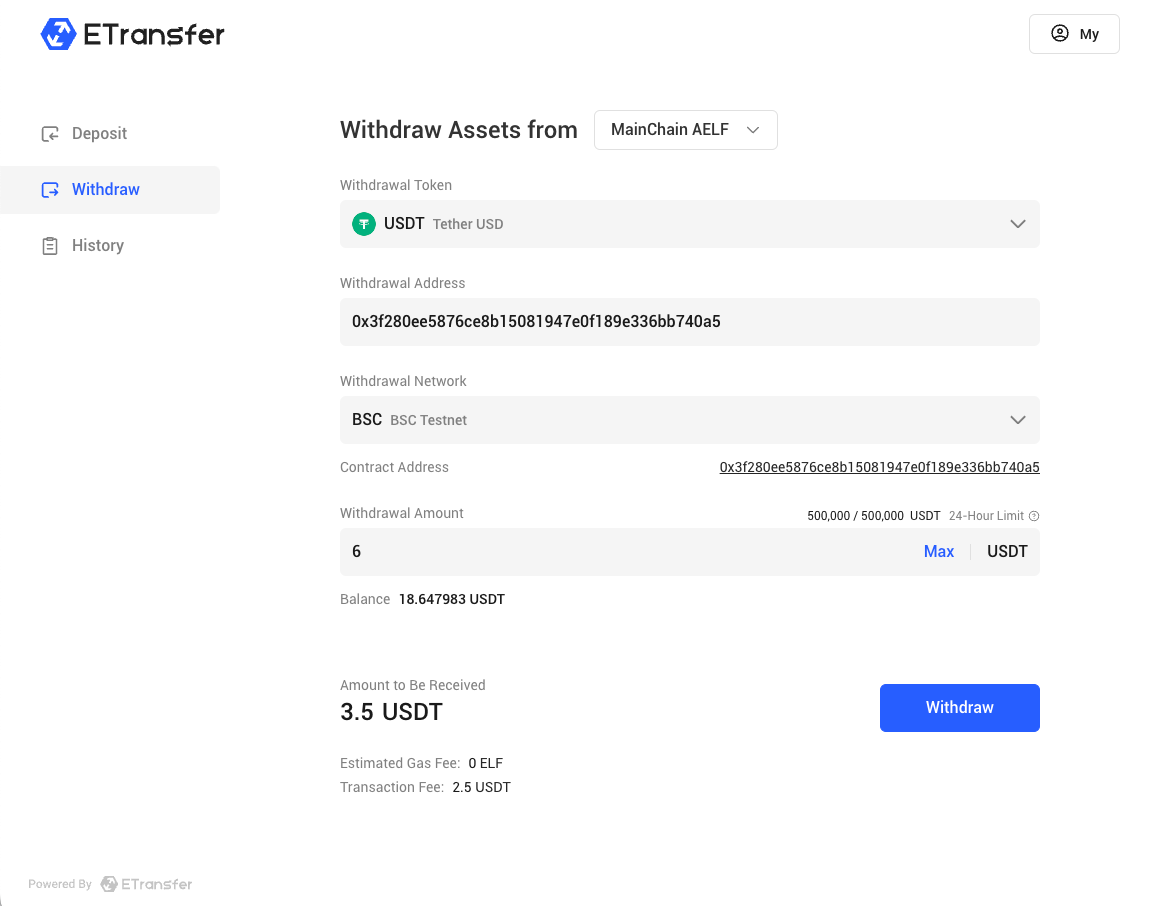 ETransfer
My
Deposit
Withdraw
History
Withdraw Assets from MainChain AELF
Withdrawal Token
USDT Tether USD
Withdrawal Address
0x3f280ee5876ce8b15081947e0f189e336bb740a5
Withdrawal Network
BSC BSC Testnet
Contract Address 0x3f280ee5876ce8b15081947e0f189e336bb740a5
Withdrawal Amount 500,000 / 500,000 USDT 24-Hour Limit
6 Max USDT
Balance 18.647983 USDT
Amount to Be Received
3.5 USDT
Withdraw
Estimated Gas Fee: 0 ELF
Transaction Fee: 2.5 USDT
Powered By ETransfer